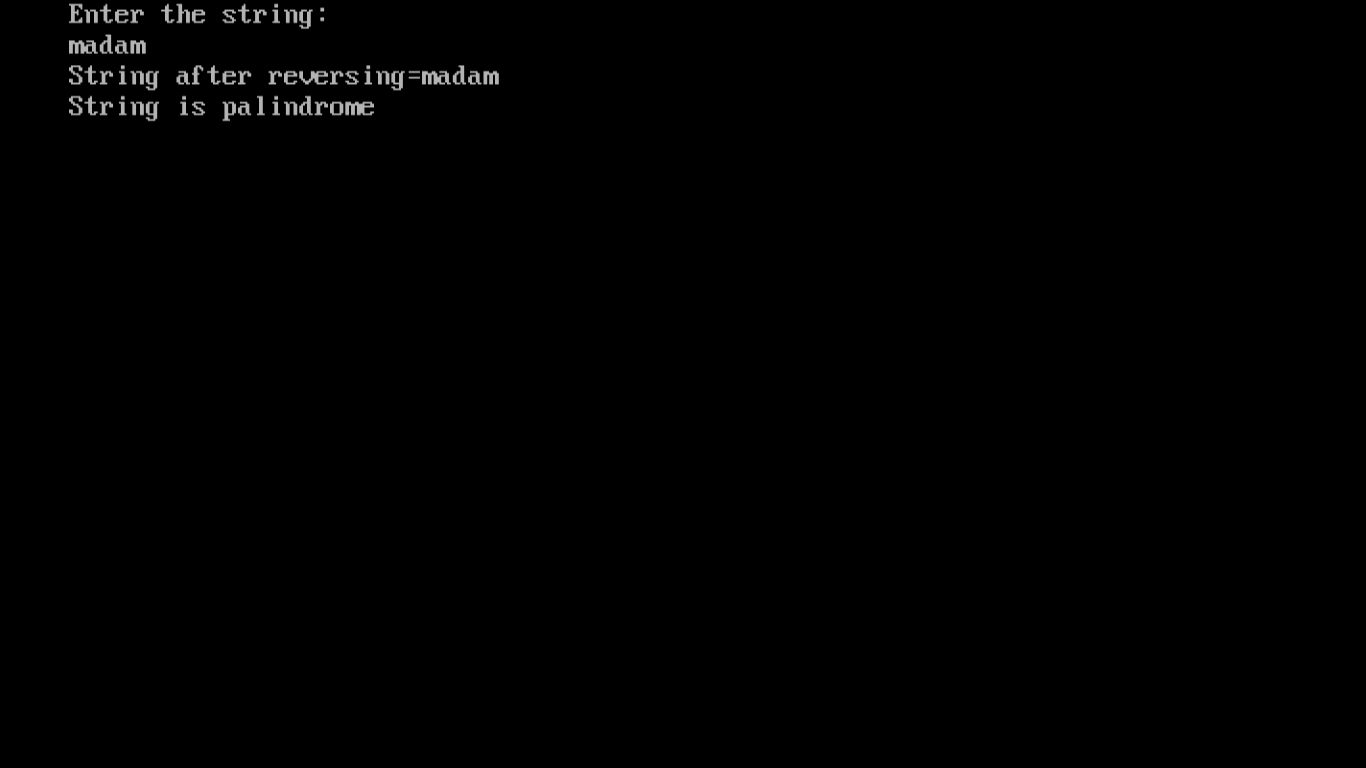 Enter the string:
madam
String after reversing=madam
String is palindrome